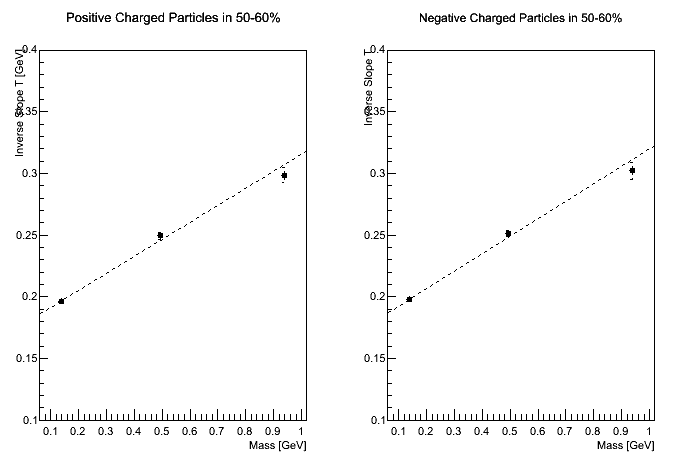 Positive Charged Particles in 50-60%
Inverse Slope T [GeV]
0.4
0.35
0.3
0.25
0.2
0.15
0.1
0.1 0.2 0.3 0.4 0.5 0.6 0.7 0.8 0.9 1
Mass [GeV]
Negative Charged Particles in 50-60%
Inverse Slope T
0.4
0.35
0.3
0.25
0.2
0.15
0.1
0.1 0.2 0.3 0.4 0.5 0.6 0.7 0.8 0.9 1
Mass [GeV]